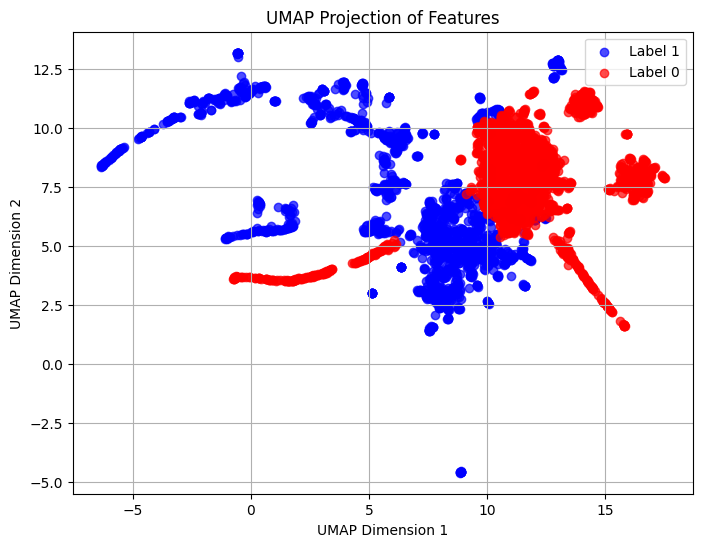 UMAP Projection of Features
Label 1
Label 0
12.5
10.0
7.5
5.0
2.5
0.0
−2.5
−5.0
UMAP Dimension 2
−5
0
5
10
15
UMAP Dimension 1